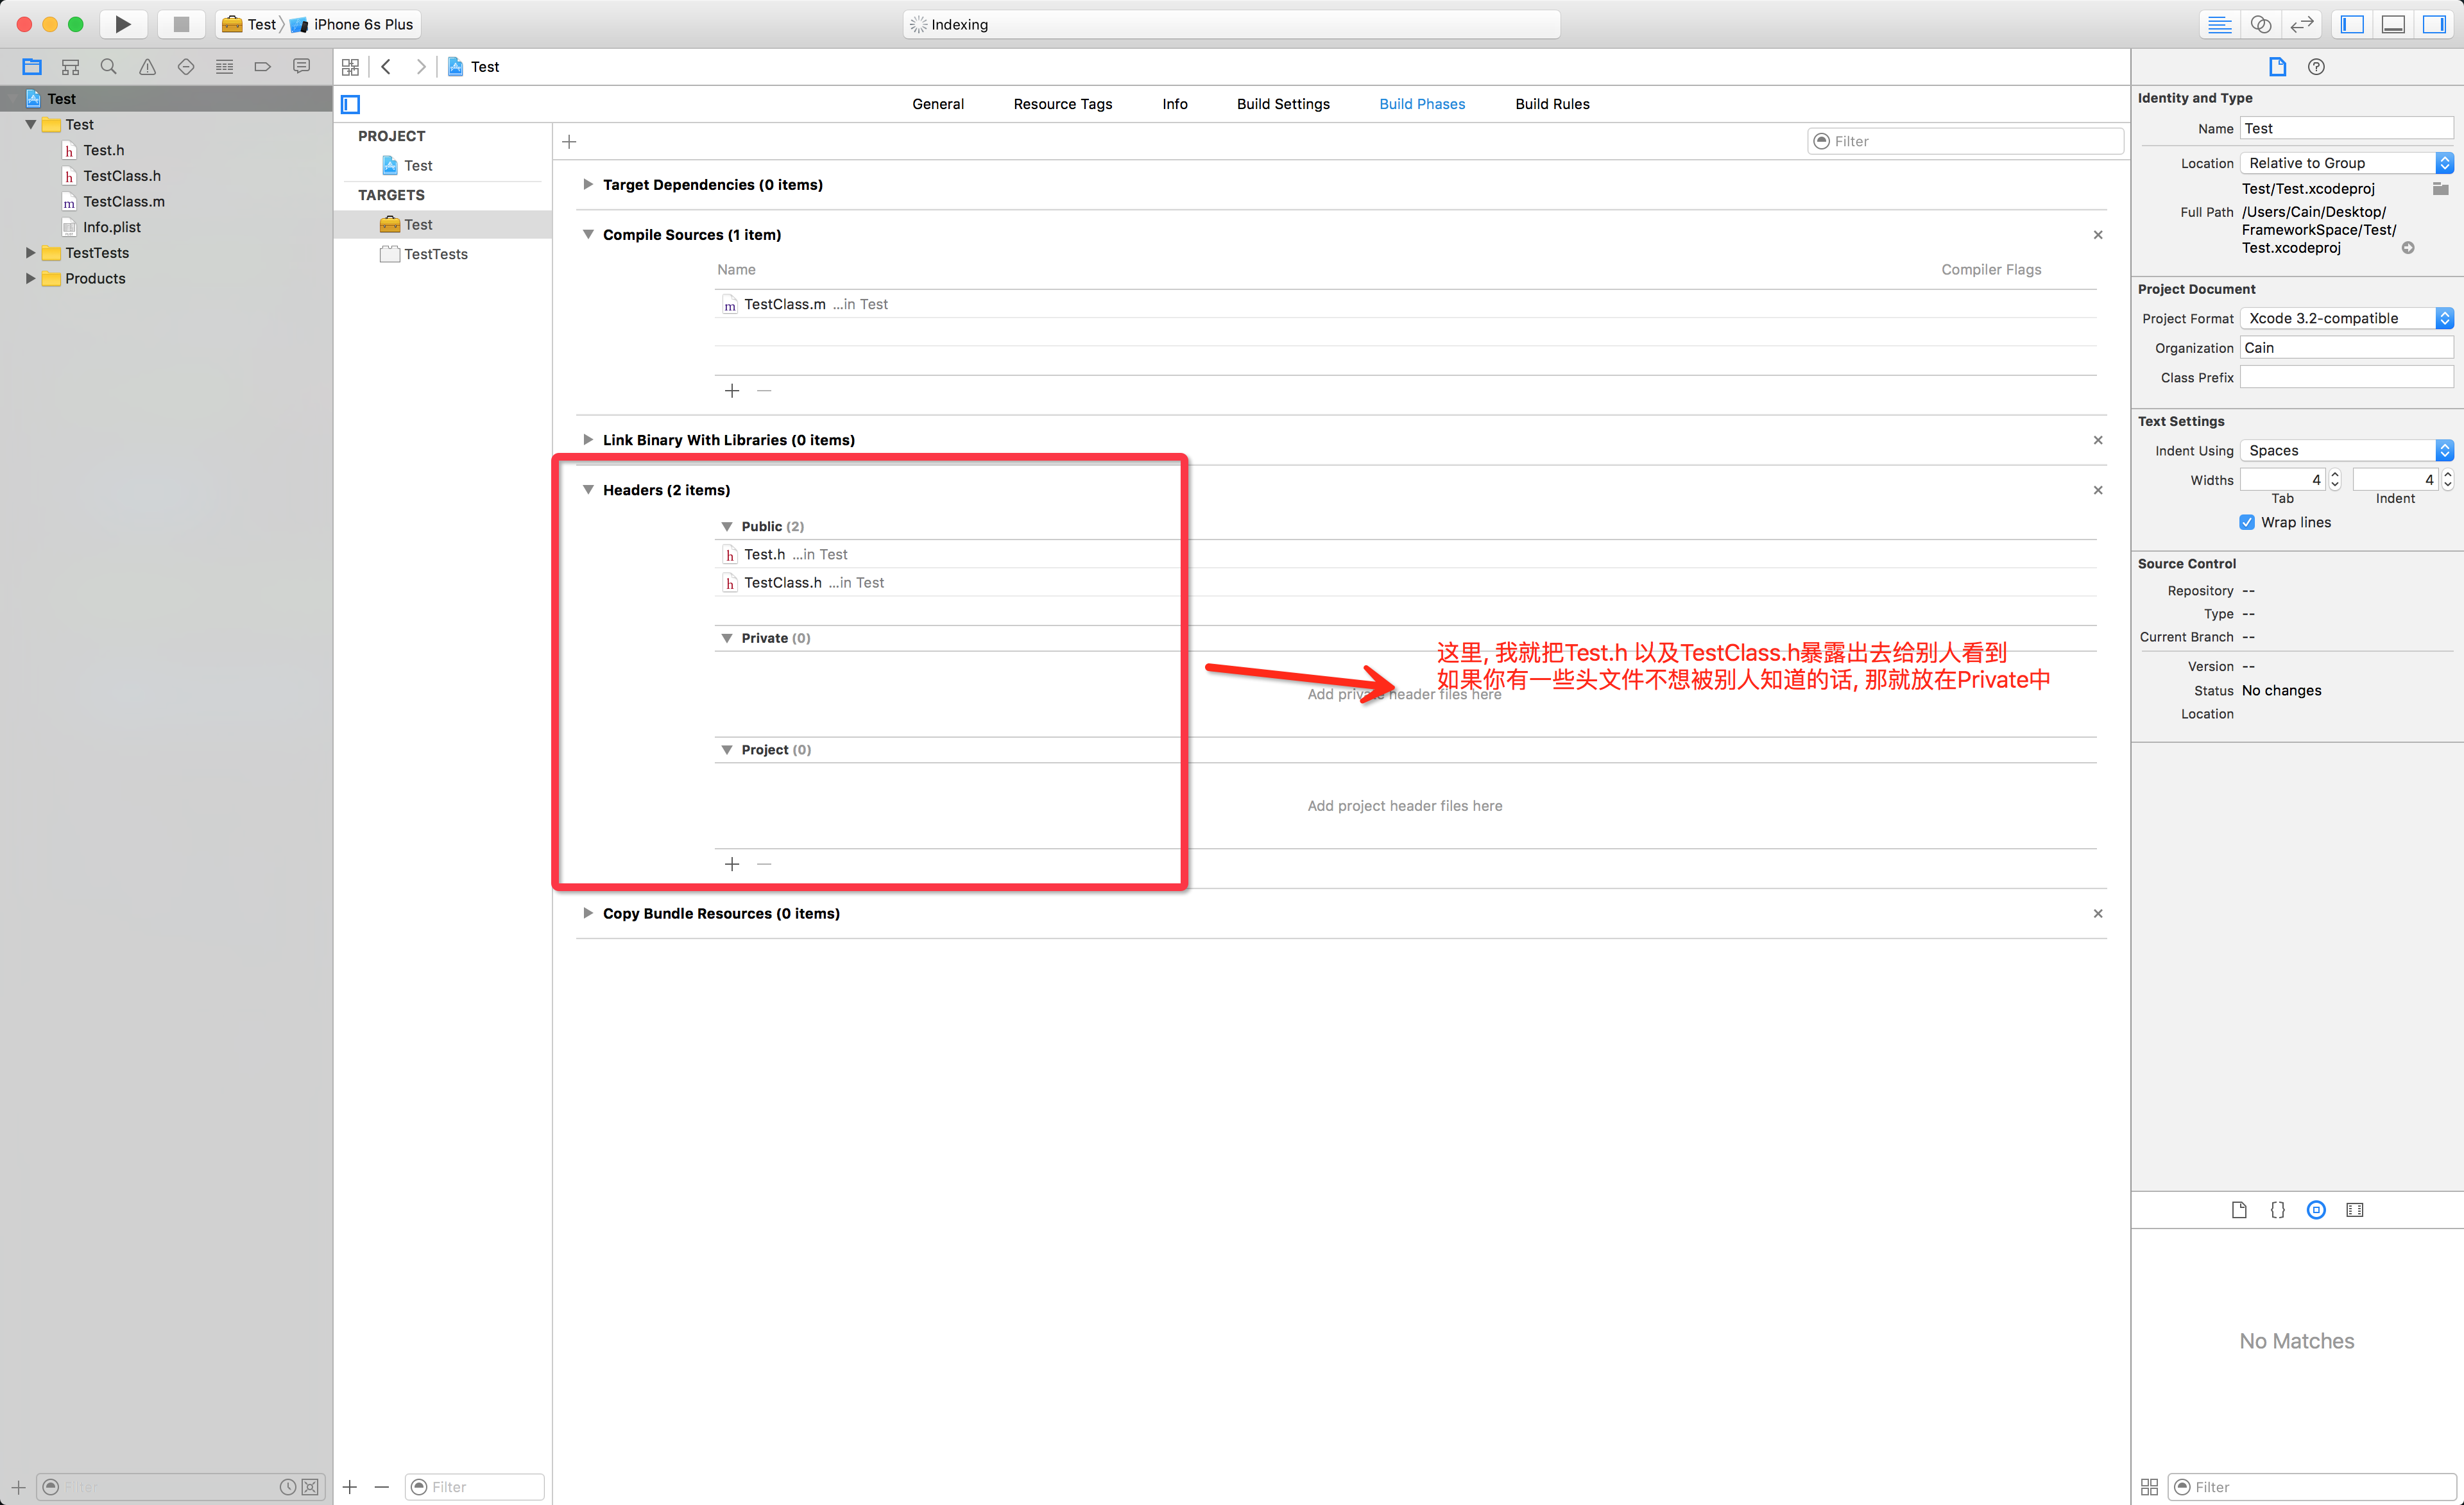 Test
iPhone 6s Plus
Indexing
Test
Test
Test
Test.h
TestClass.h
TestClass.m
Info.plist
TestTests
Products
Filter
General
Resource Tags
Info
Build Settings
Build Phases
Build Rules
PROJECT
Test
TARGETS
Test
TestTests
Filter
Filter
Target Dependencies (0 items)
Compile Sources (1 item)
Name
Compiler Flags
TestClass.m ...in Test
Link Binary With Libraries (0 items)
Headers (2 items)
Public (2)
Test.h ...in Test
TestClass.h ...in Test
Private (0)
这里, 我就把Test.h 以及TestClass.h暴露出去给别人看到
如果你有一些头文件不想被别人知道的话, 那就放在Private中
Add private header files here
Project (0)
Add project header files here
Copy Bundle Resources (0 items)
Identity and Type
Name Test
Location Relative to Group
Test/Test.xcodeproj
Full Path /Users/Cain/Desktop/
FrameworkSpace/Test/
Test.xcodeproj
Project Document
Project Format Xcode 3.2-compatible
Organization Cain
Class Prefix
Text Settings
Indent Using Spaces
Widths 4 4
Tab Indent
Wrap lines
Source Control
Repository --
Type --
Current Branch --
Version --
Status No changes
Location
No Matches
Filter